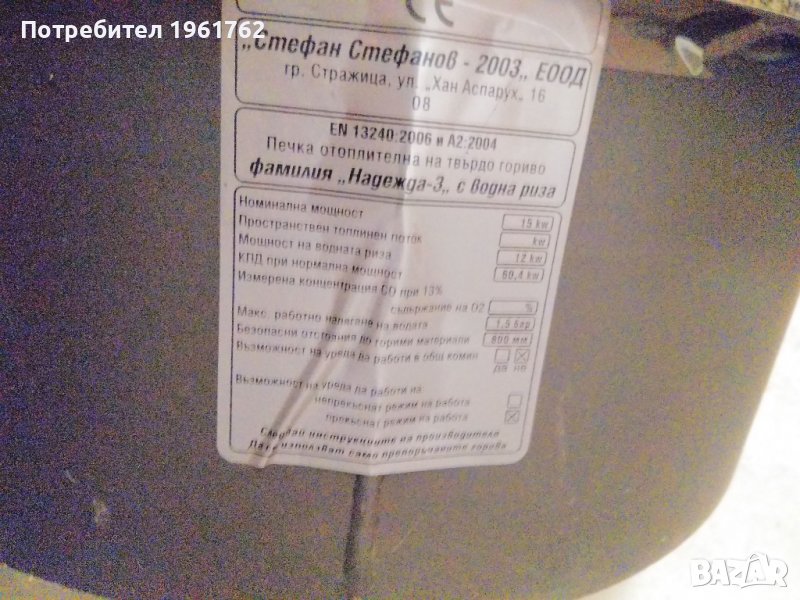 Потребител 1961762
CE
„Стефан Стефанов - 2003„ ЕООД
гр. Стражица, ул. „Хан Аспарух„ 16
08
EN 13240:2006 и A2:2004
Печка отоплителна на твърдо гориво
фамилия „Надежда-3„ с водна риза
Номинална мощност 15 kw
Пространствен топлинен поток kw
Мощност на водната риза 12 kw
КПД при нормална мощност 69,4 kw
Измерена концентрация CO при 13%
съдържание на O2 %
Макс. работно налягане на водата 1,5 бар
Безопасни отстояния до горими материали 800 мм
Възможност на уреда да работи в общ комин
да не
Възможност на уреда да работи на
непрекъснат режим на работа
прекъснат режим на работа
Следвай инструкциите на производителя
Да се използват само препоръчаните горива
BAZAR